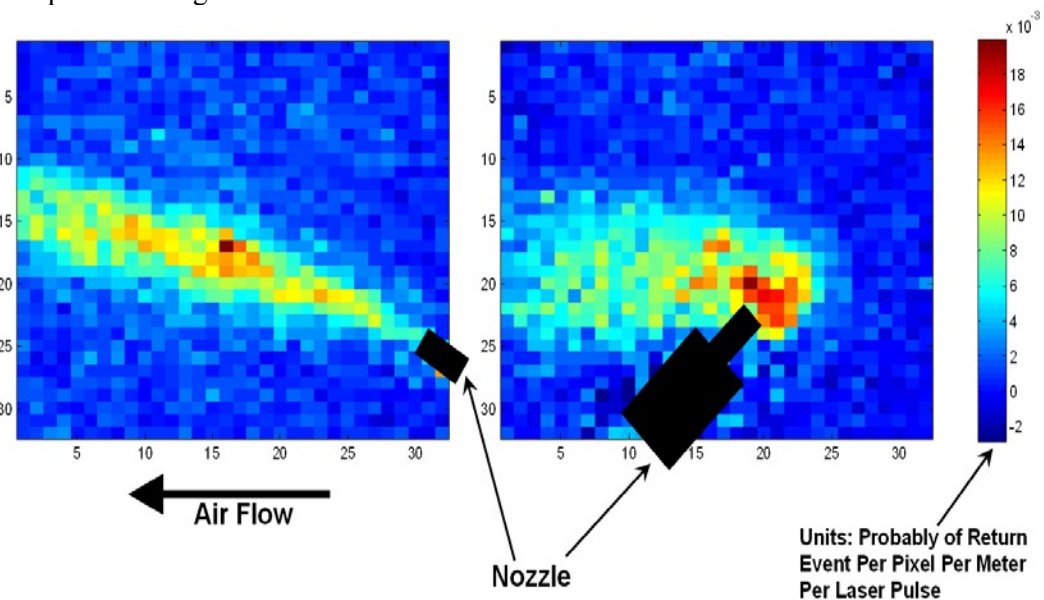 x 10⁻³
5
10
15
20
25
30
5 10 15 20 25 30
5
10
15
20
25
30
5 10 15 20 25 30
18
16
14
12
10
8
6
4
2
0
-2
Air Flow
Nozzle
Units: Probably of Return
Event Per Pixel Per Meter
Per Laser Pulse